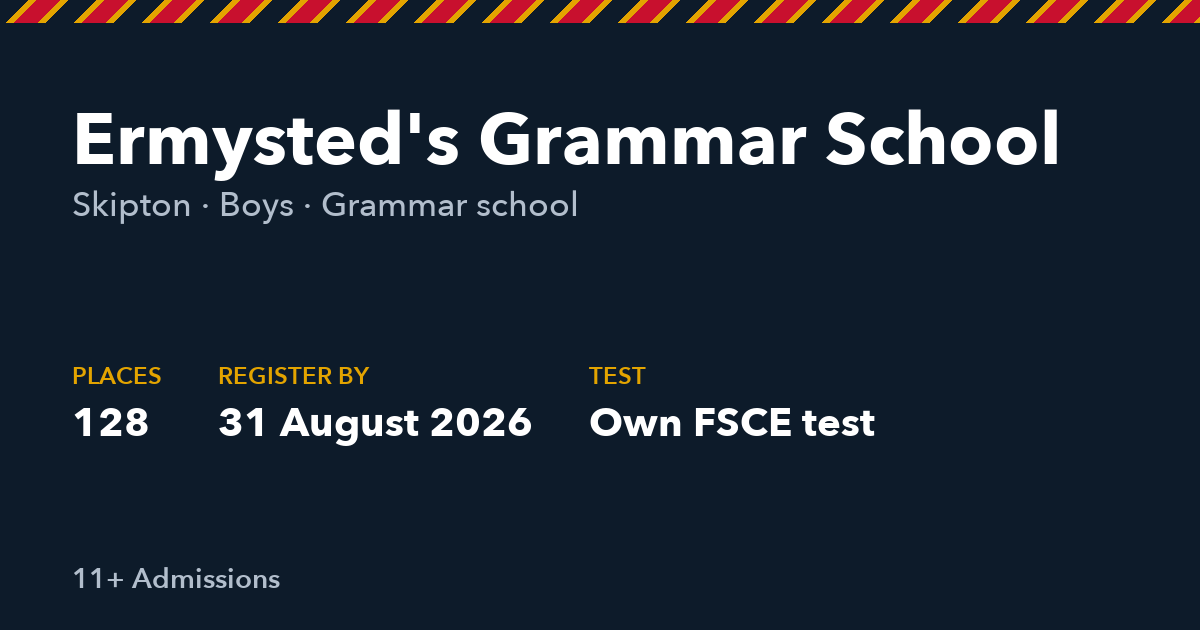 Ermysted's Grammar School
Skipton · Boys · Grammar school
PLACES
128
REGISTER BY
31 August 2026
TEST
Own FSCE test
11+ Admissions